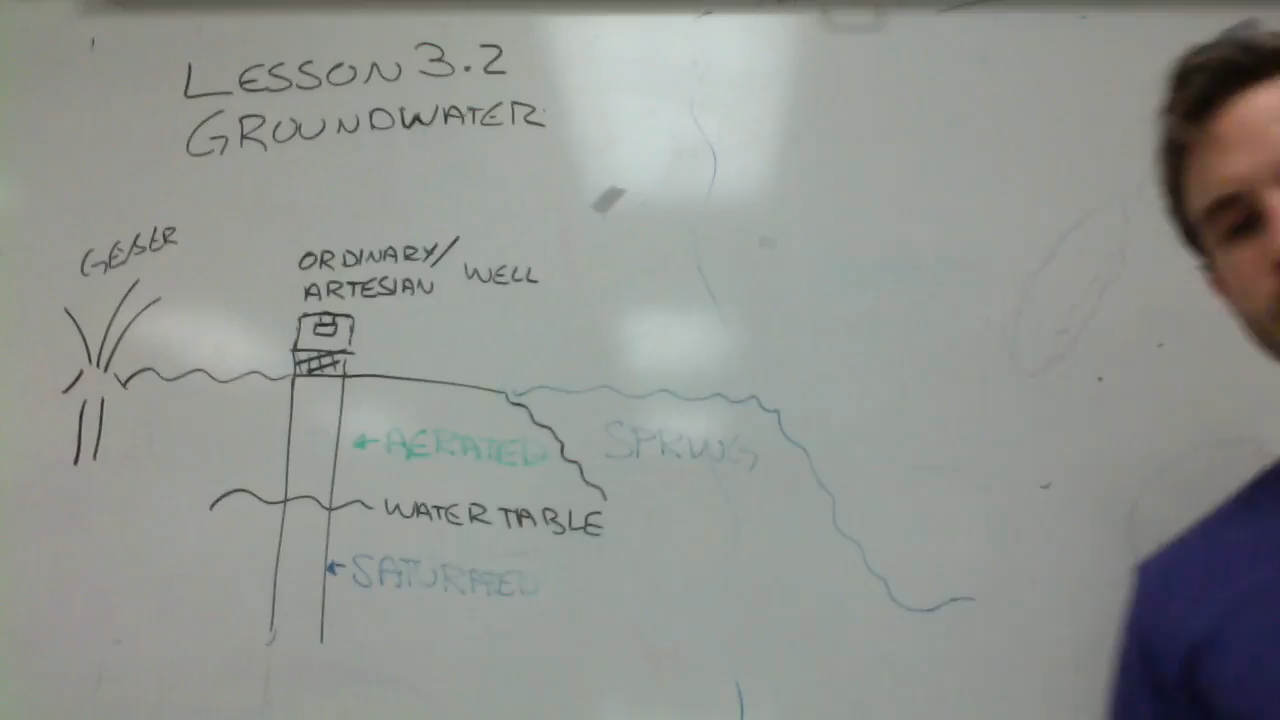 LESSON 3.2
GROUNDWATER
GEYSER
ORDINARY/
ARTESIAN WELL
AERATED
SPRING
WATER TABLE
SATURATED